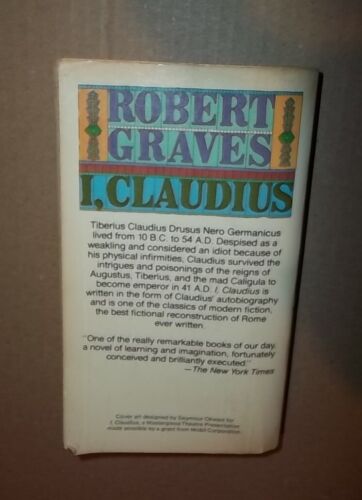 ROBERT
GRAVES
I, CLAUDIUS
Tiberius Claudius Drusus Nero Germanicus
lived from 10 B.C. to 54 A.D. Despised as a
weakling and considered an idiot because of
his physical infirmities, Claudius survived the
intrigues and poisonings of the reigns of
Augustus, Tiberius, and the mad Caligula to
become emperor in 41 A.D. I, Claudius is
written in the form of Claudius' autobiography
and is one of the classics of modern fiction,
the best fictional reconstruction of Rome
ever written.
"One of the really remarkable books of our day,
a novel of learning and imagination, fortunately
conceived and brilliantly executed."
—The New York Times
Cover art designed by Seymour Chwast for
I, Claudius, a Masterpiece Theatre Presentation
made possible by a grant from Mobil Corporation.